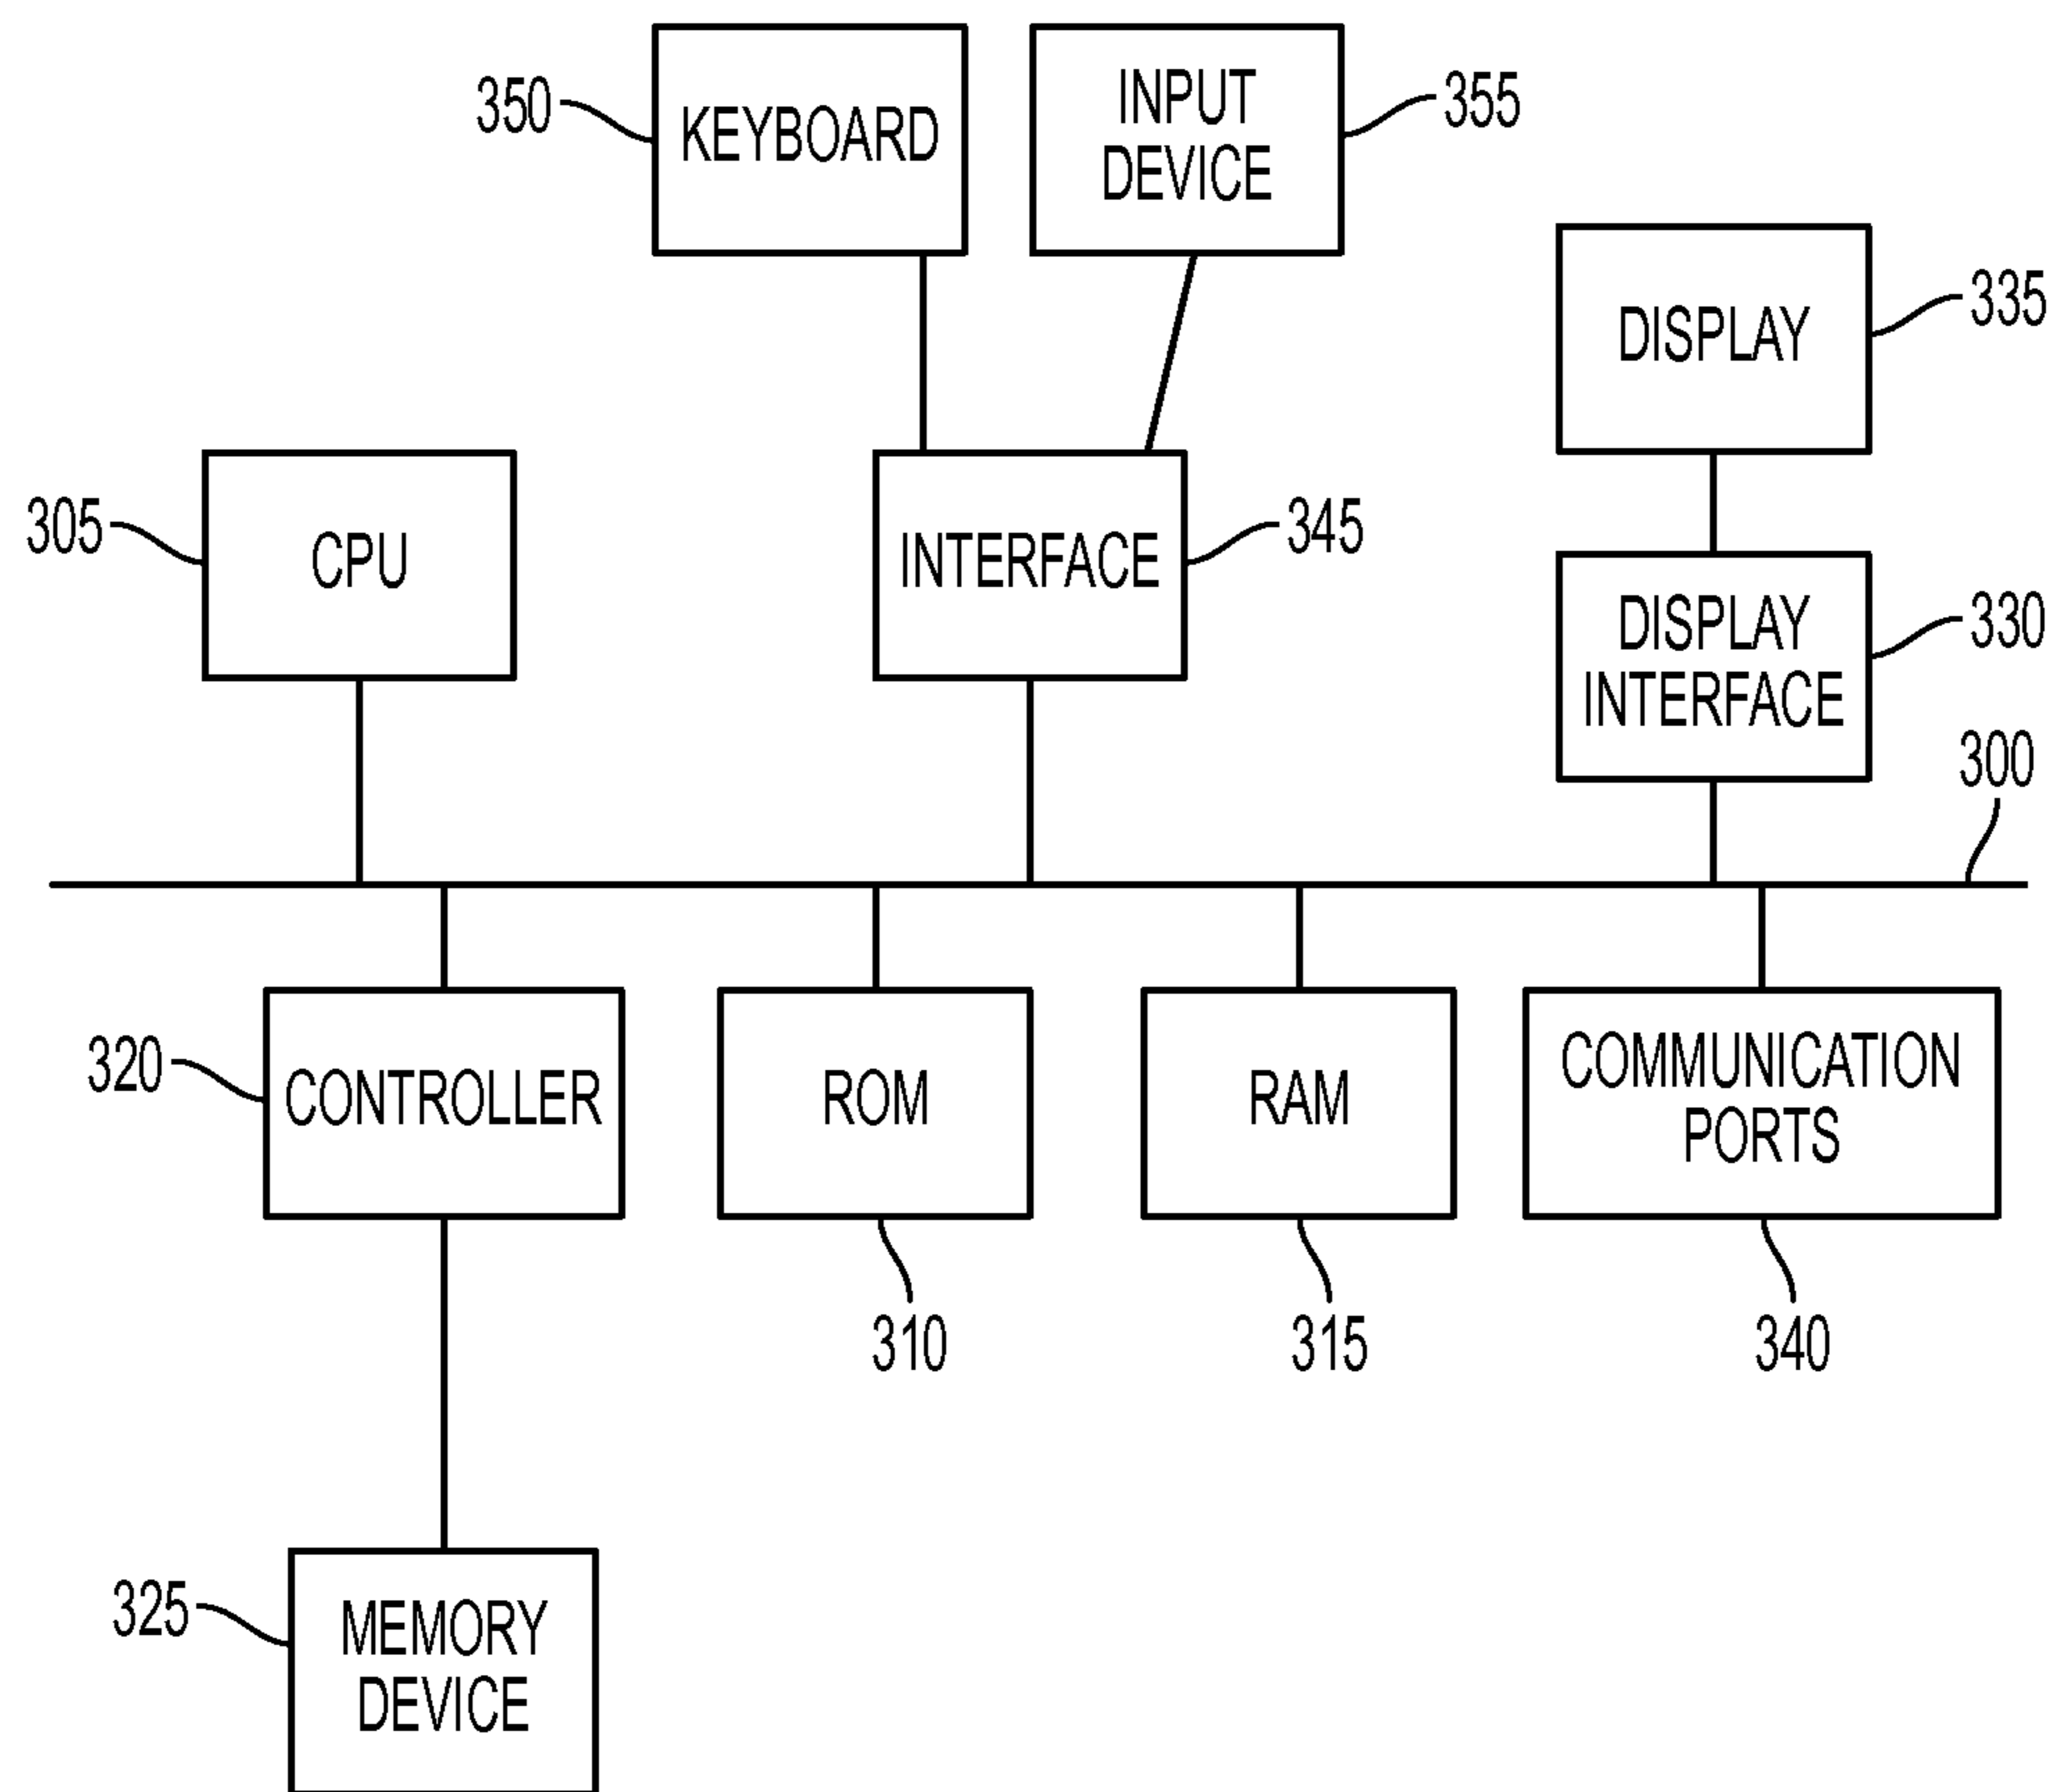 350
KEYBOARD
INPUT
DEVICE
355
DISPLAY
335
305
CPU
INTERFACE
345
DISPLAY
INTERFACE
330
300
320
CONTROLLER
ROM
RAM
COMMUNICATION
PORTS
310
315
340
325
MEMORY
DEVICE